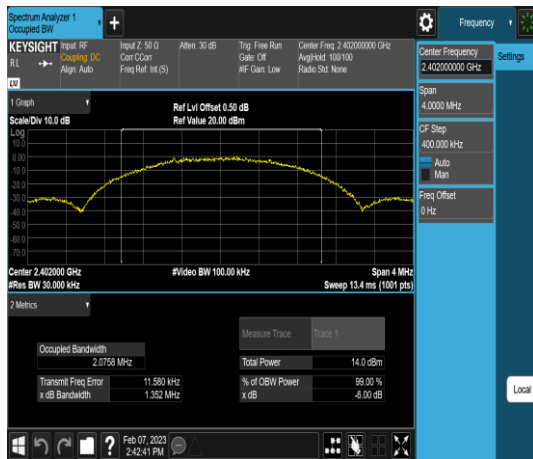 Spectrum Analyzer 1
Occupied BW
Frequency
KEYSIGHT
RL
LXI
Input: RF
Coupling: DC
Align: Auto
Input Z: 50 Ω
Corr CCorr
Freq Ref: Int (S)
Atten: 30 dB
Trig: Free Run
Gate: Off
#IF Gain: Low
Center Freq: 2.402000000 GHz
Avg|Hold: 100/100
Radio Std: None
Center Frequency
2.402000000 GHz
Settings
Span
4.0000 MHz
CF Step
400.000 kHz
Auto
Man
Freq Offset
0 Hz
Local
1 Graph
Scale/Div 10.0 dB
Ref Lvl Offset 0.50 dB
Ref Value 20.00 dBm
Log
10.0
0.00
-10.0
-20.0
-30.0
-40.0
-50.0
-60.0
-70.0
Center 2.402000 GHz
#Video BW 100.00 kHz
Span 4 MHz
#Res BW 30.000 kHz
Sweep 13.4 ms (1001 pts)
2 Metrics
Measure Trace
Trace 1
Occupied Bandwidth
2.0758 MHz
Total Power
14.0 dBm
Transmit Freq Error
11.580 kHz
% of OBW Power
99.00 %
x dB Bandwidth
1.352 MHz
x dB
-6.00 dB
Feb 07, 2023
2:42:41 PM